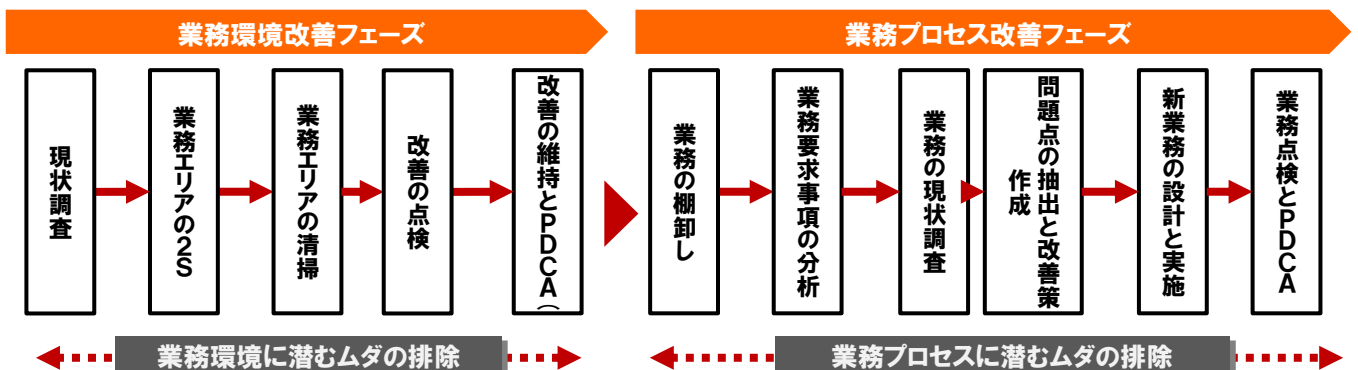 業務環境改善フェーズ
業務プロセス改善フェーズ
現状調査
業務エリアの2S
業務エリアの清掃
改善の点検
改善の維持とPDCA(
業務の棚卸し
業務要求事項の分析
業務の現状調査
問題点の抽出と改善策
作成
新業務の設計と実施
業務点検とPDCA
業務環境に潜むムダの排除
業務プロセスに潜むムダの排除